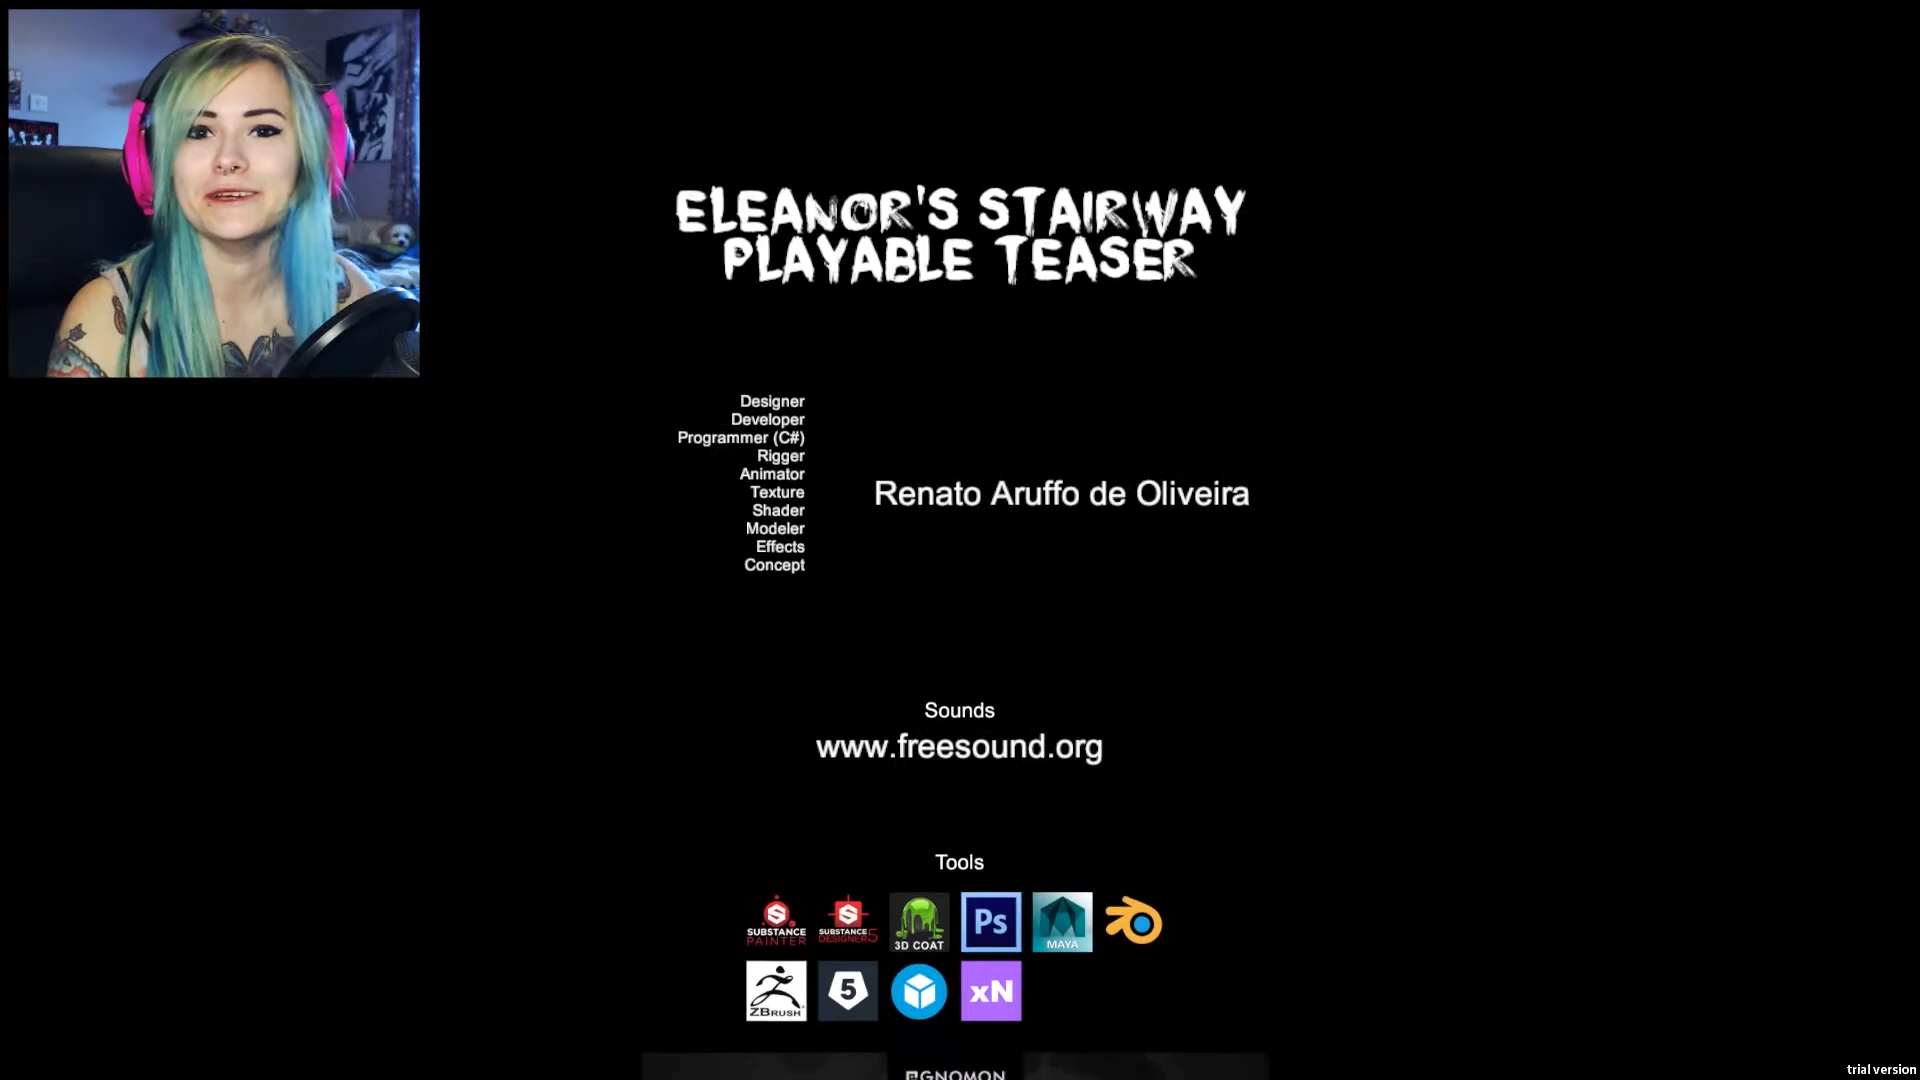 ELEANOR'S STAIRWAY
PLAYABLE TEASER
Designer
Developer
Programmer (C#)
Rigger
Animator
Texture
Shader
Modeler
Effects
Concept
Renato Aruffo de Oliveira
Sounds
www.freesound.org
Tools
SUBSTANCE
PAINTER
SUBSTANCE
DESIGNER 5
3D COAT
Ps
MAYA
ZBRUSH
5
xN
GNOMON
trial version